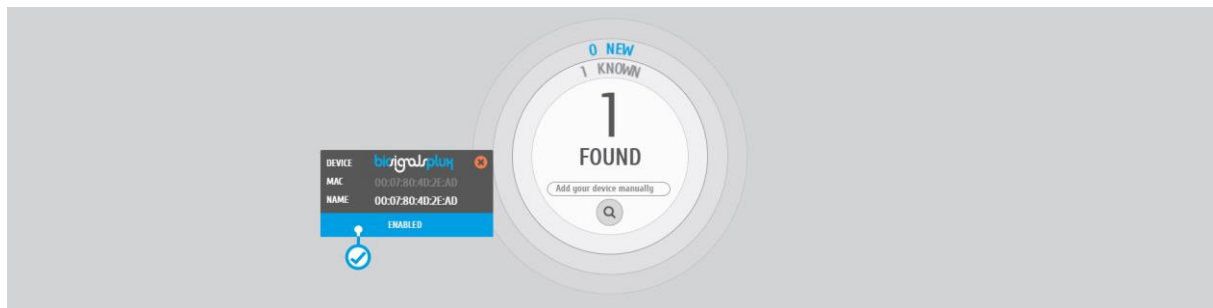 0 NEW
1 KNOWN
1
FOUND
Add your device manually
DEVICE biosignalsplux
MAC 00:07:80:4D:2E:AD
NAME 00:07:80:4D:2E:AD
ENABLED